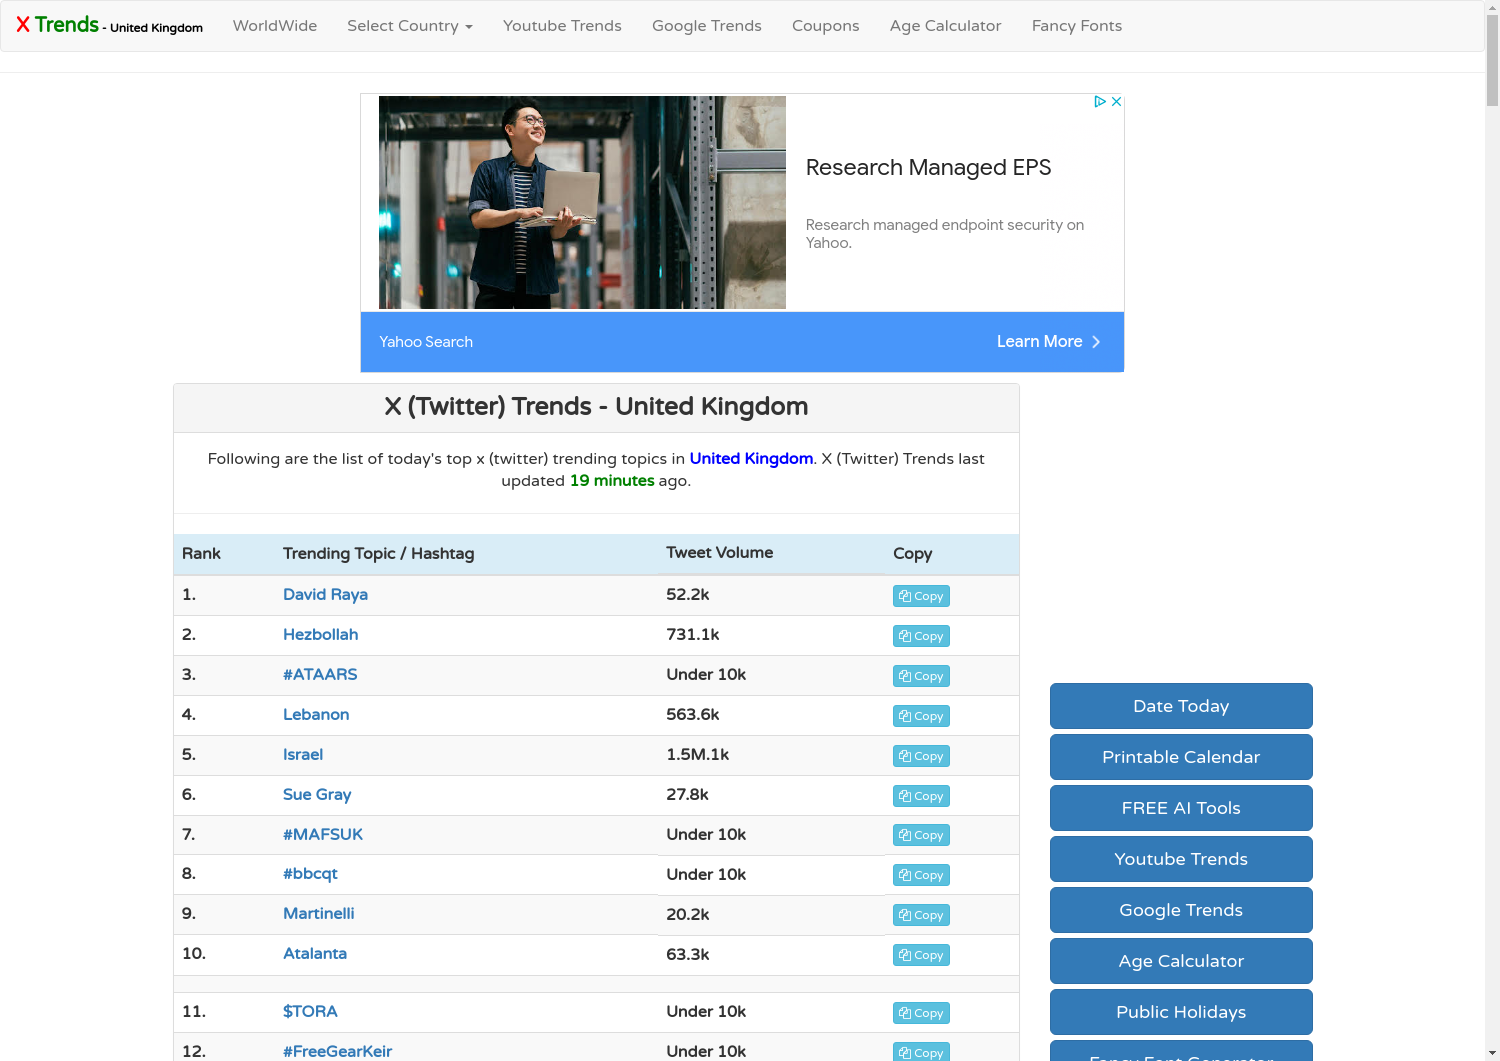 X Trends - United Kingdom
WorldWide
Select Country
Youtube Trends
Google Trends
Coupons
Age Calculator
Fancy Fonts
Research Managed EPS
Research managed endpoint security on
Yahoo.
Yahoo Search
Learn More
X (Twitter) Trends - United Kingdom
Following are the list of today's top x (twitter) trending topics in United Kingdom. X (Twitter) Trends last
updated 19 minutes ago.
Rank Trending Topic / Hashtag Tweet Volume Copy
1. David Raya 52.2k Copy
2. Hezbollah 731.1k Copy
3. #ATAARS Under 10k Copy
4. Lebanon 563.6k Copy
5. Israel 1.5M.1k Copy
6. Sue Gray 27.8k Copy
7. #MAFSUK Under 10k Copy
8. #bbcqt Under 10k Copy
9. Martinelli 20.2k Copy
10. Atalanta 63.3k Copy
11. $TORA Under 10k Copy
12. #FreeGearKeir Under 10k Copy
Date Today
Printable Calendar
FREE AI Tools
Youtube Trends
Google Trends
Age Calculator
Public Holidays
Fancy Font Generator